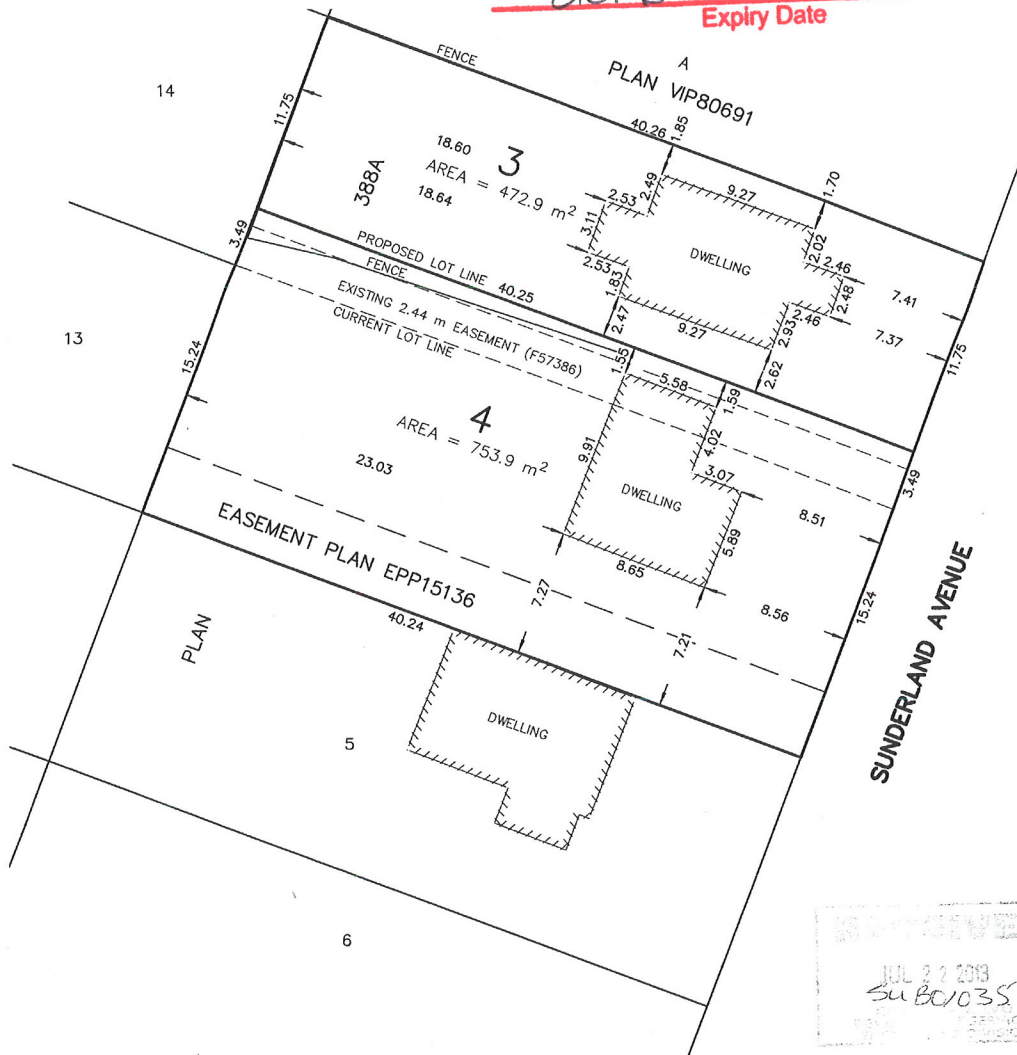 Expiry Date
A
PLAN VIP80691
FENCE
14
11.75
40.26
1.85
18.60
3
AREA = 472.9 m²
18.64
388A
2.53
2.49
9.27
1.70
3.11
DWELLING
2.02
2.46
2.48
7.41
2.53
1.83
2.47
9.27
2.93
2.46
7.37
2.62
11.75
3.49
PROPOSED LOT LINE 40.25
FENCE
EXISTING 2.44 m EASEMENT (F57386)
CURRENT LOT LINE
13
15.24
1.55
5.58
1.59
4
AREA = 753.9 m²
9.91
4.02
3.07
DWELLING
3.49
8.51
23.03
5.89
8.65
EASEMENT PLAN EPP15136
7.27
8.56
15.24
40.24
7.21
SUNDERLAND AVENUE
PLAN
DWELLING
5
6
JUL 22 2013
SUB01035